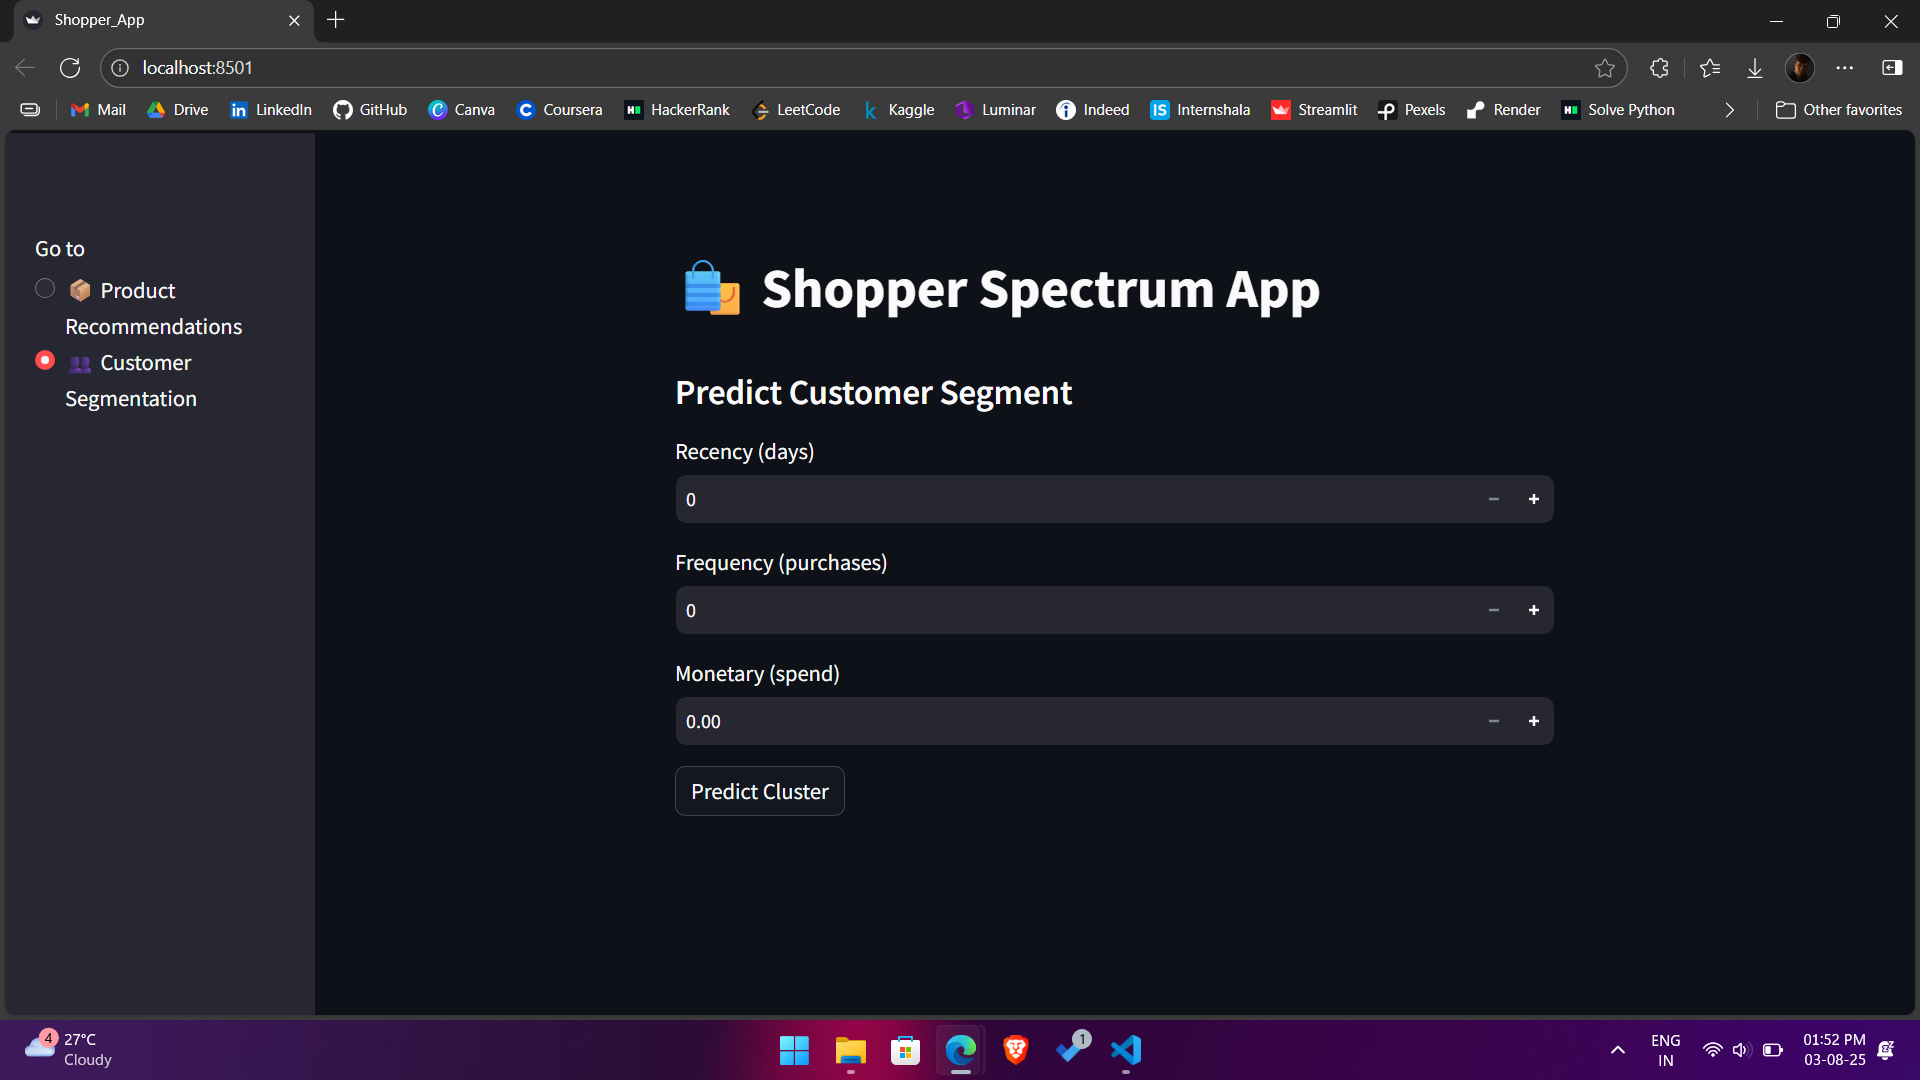 Shopper_App
localhost:8501
Mail
Drive
LinkedIn
GitHub
Canva
Coursera
HackerRank
LeetCode
Kaggle
Luminar
Indeed
Internshala
Streamlit
Pexels
Render
Solve Python
Other favorites
Go to
Product
Recommendations
Customer
Segmentation
Shopper Spectrum App
Predict Customer Segment
Recency (days)
0
Frequency (purchases)
0
Monetary (spend)
0.00
Predict Cluster
4
27°C
Cloudy
1
ENG
IN
01:52 PM
03-08-25